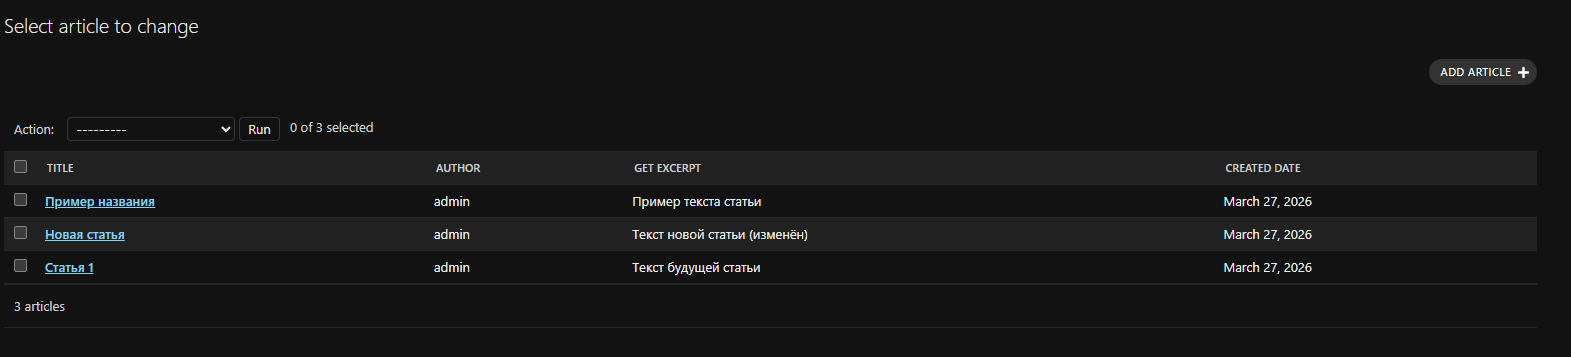 Select article to change
ADD ARTICLE +
Action: --------- Run 0 of 3 selected
TITLE AUTHOR GET EXCERPT CREATED DATE
Пример названия admin Пример текста статьи March 27, 2026
Новая статья admin Текст новой статьи (изменён) March 27, 2026
Статья 1 admin Текст будущей статьи March 27, 2026
3 articles